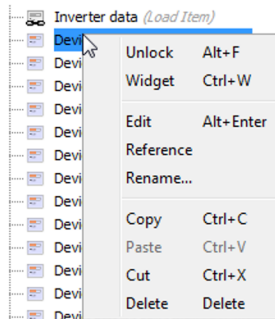 Inverter data (Load Item)
Devi
Unlock Alt+F
Devi
Widget Ctrl+W
Devi
Devi
Edit Alt+Enter
Devi
Reference
Devi
Rename...
Devi
Devi
Copy Ctrl+C
Devi
Paste Ctrl+V
Devi
Cut Ctrl+X
Devi
Delete Delete
Devi
Devi